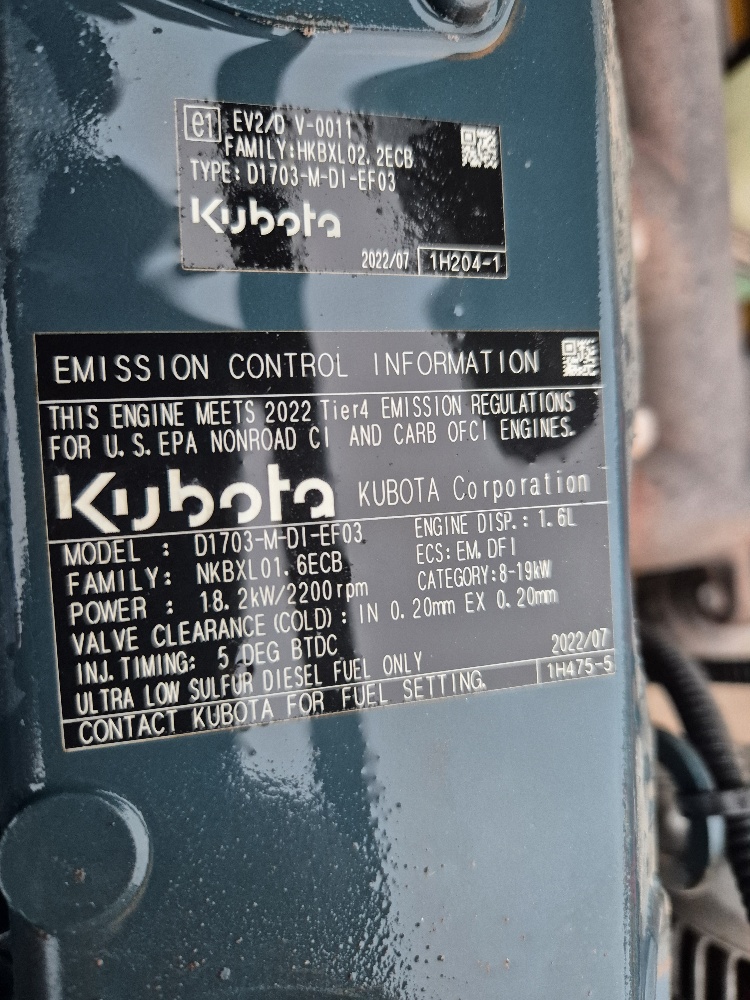 e1 EV2/D V-0011
FAMILY:HKBXL02.2ECB
TYPE: D1703-M-DI-EF03
Kubota
2022/07 1H204-1
EMISSION CONTROL INFORMATION
THIS ENGINE MEETS 2022 Tier4 EMISSION REGULATIONS
FOR U.S.EPA NONROAD CI AND CARB OFCI ENGINES.
Kubota KUBOTA Corporation
MODEL : D1703-M-DI-EF03 ENGINE DISP.: 1.6L
FAMILY: NKBXL01.6ECB ECS: EM, DFI
POWER : 18.2kW/2200rpm CATEGORY:8-19kW
VALVE CLEARANCE (COLD) : IN 0.20mm EX 0.20mm
INJ.TIMING: 5 DEG BTDC 2022/07
ULTRA LOW SULFUR DIESEL FUEL ONLY 1H475-5
CONTACT KUBOTA FOR FUEL SETTING.